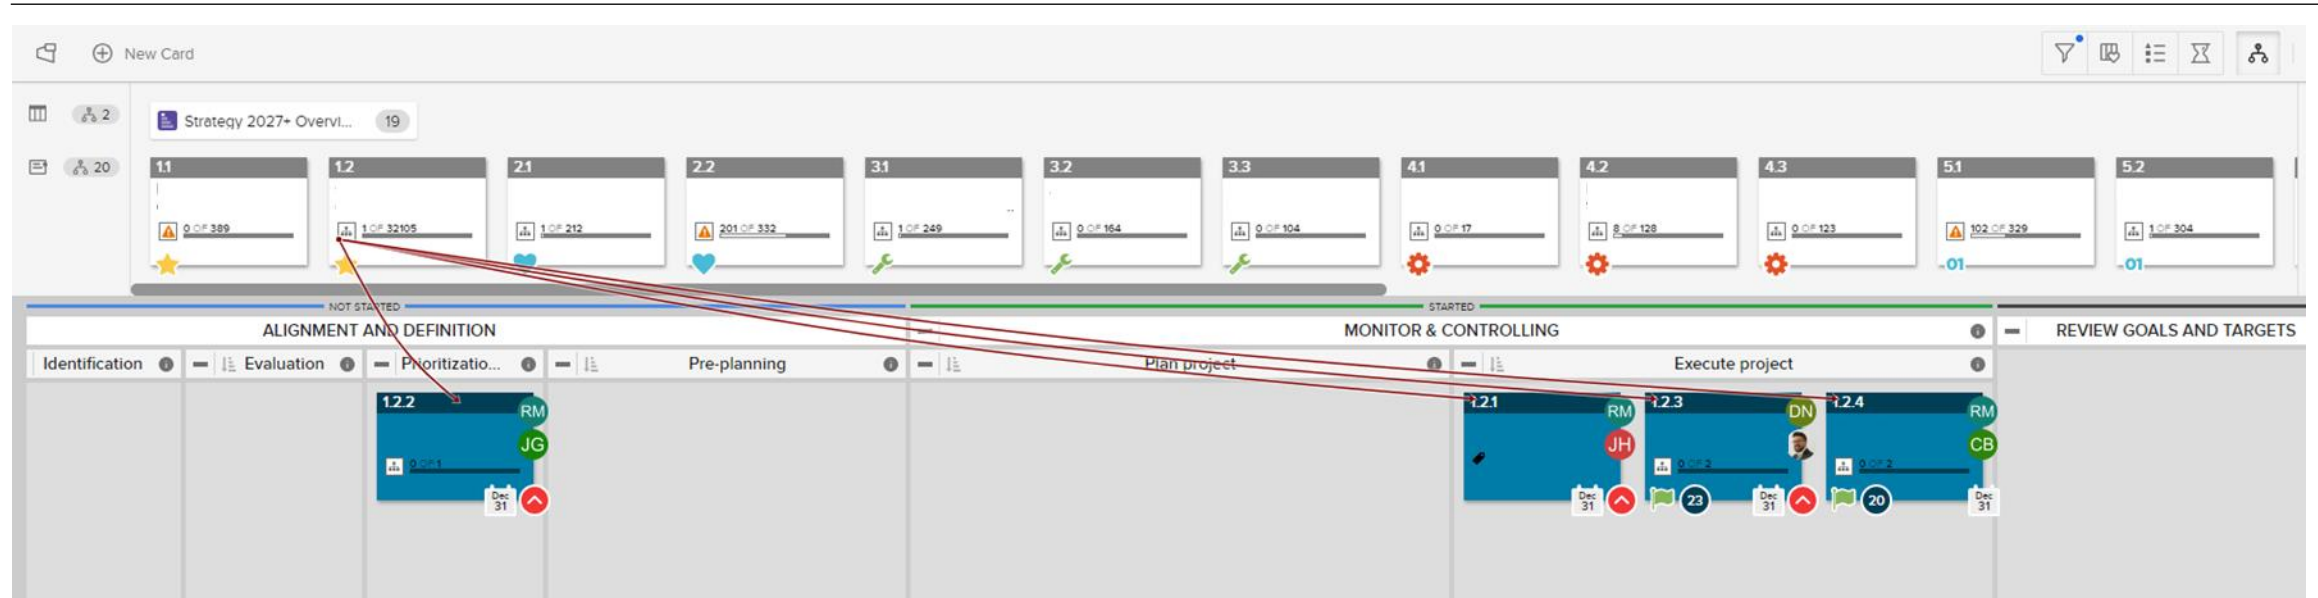 New Card
2
Strategy 2027+ Overvi... 19
20
1.1 1.2 2.1 2.2 3.1 3.2 3.3 4.1 4.2 4.3 5.1 5.2
0 OF 389 1 OF 32105 1 OF 212 201 OF 332 1 OF 249 0 OF 164 0 OF 104 0 OF 17 8 OF 128 0 OF 123 102 OF 329 1 OF 304
01 01
NOT STARTED STARTED
ALIGNMENT AND DEFINITION MONITOR & CONTROLLING REVIEW GOALS AND TARGETS
Identification Evaluation Prioritizatio... Pre-planning Plan project Execute project
1.2.2 RM 1.2.1 RM 1.2.3 DN 1.2.4 RM
JG JH CB
0 OF 1 0 OF 2 0 OF 2
Dec 31 Dec 31 23 Dec 31 20 Dec 31